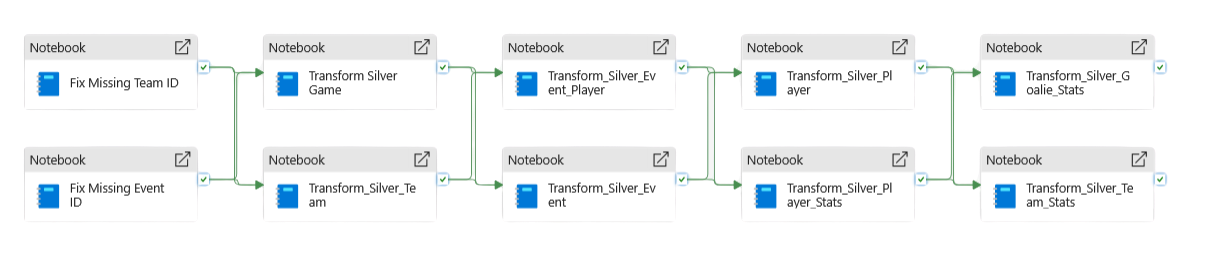 Notebook
Fix Missing Team ID
Notebook
Transform Silver
Game
Notebook
Transform_Silver_Ev
ent_Player
Notebook
Transform_Silver_Pl
ayer
Notebook
Transform_Silver_G
oalie_Stats
Notebook
Fix Missing Event
ID
Notebook
Transform_Silver_Te
am
Notebook
Transform_Silver_Ev
ent
Notebook
Transform_Silver_Pl
ayer_Stats
Notebook
Transform_Silver_Te
am_Stats